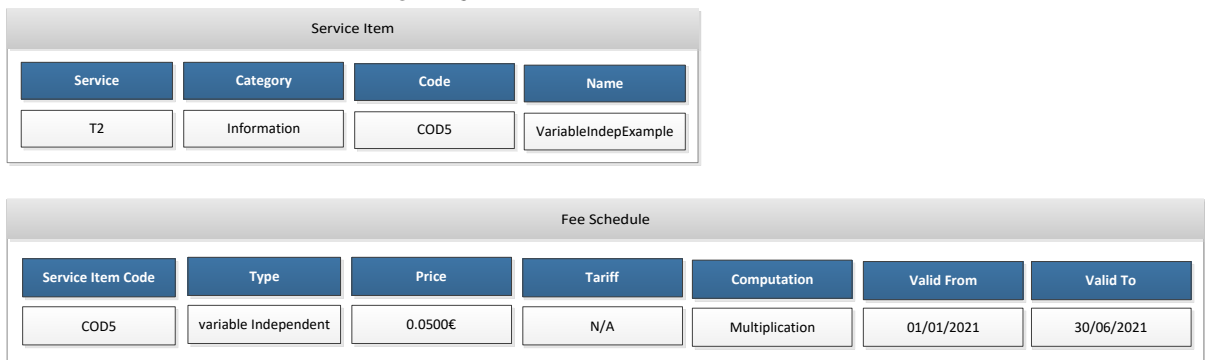 Service Item
Service Category Code Name
T2 Information COD5 VariableIndepExample
Fee Schedule
Service Item Code Type Price Tariff Computation Valid From Valid To
COD5 variable Independent 0.0500€ N/A Multiplication 01/01/2021 30/06/2021